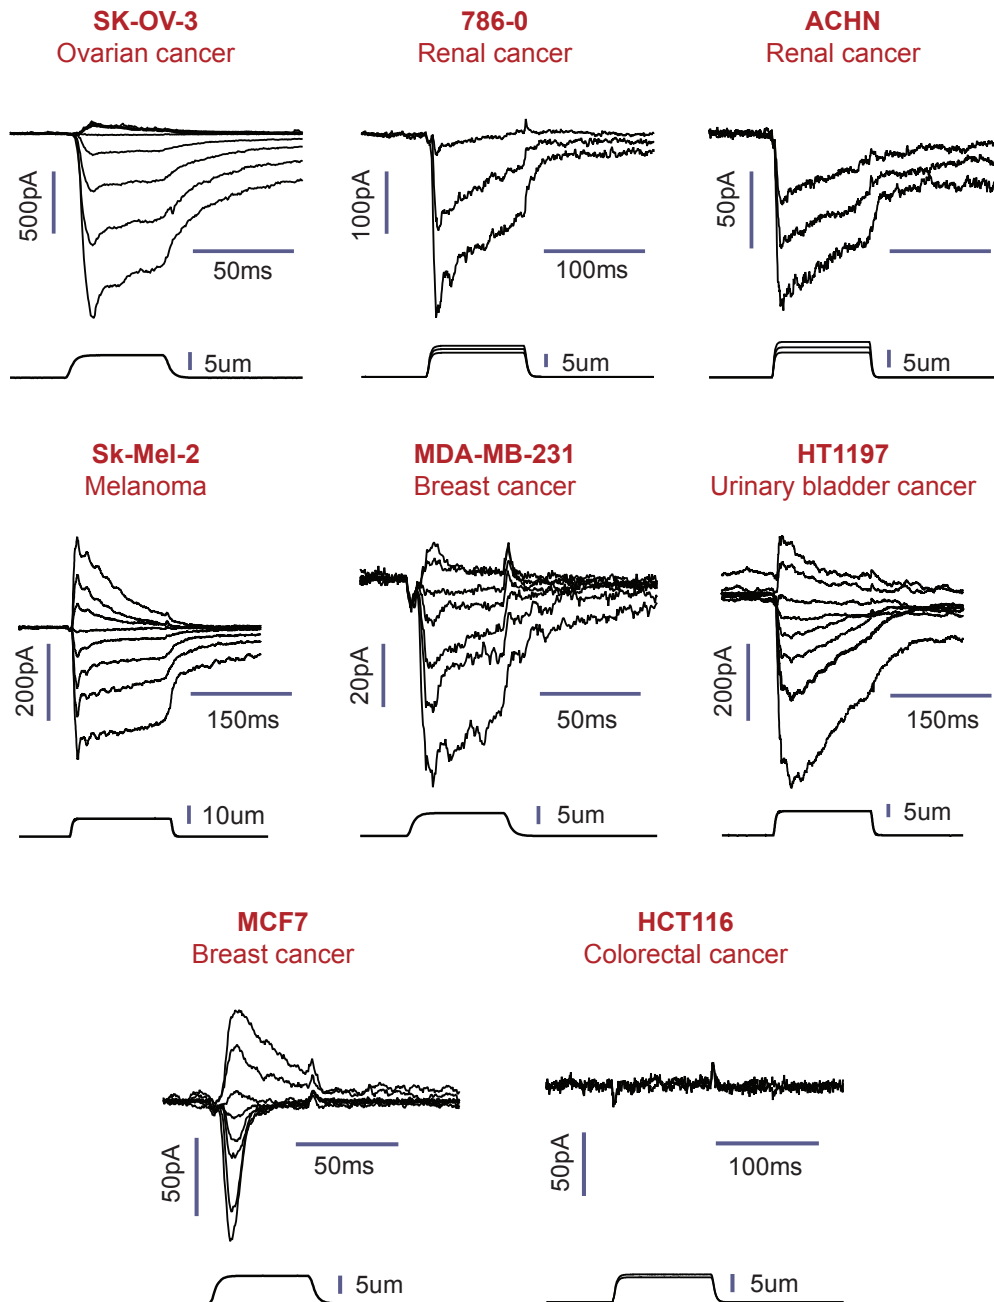 SK-OV-3
Ovarian cancer
786-0
Renal cancer
ACHN
Renal cancer
500pA
50ms
5um
100pA
100ms
5um
50pA
5um
Sk-Mel-2
Melanoma
MDA-MB-231
Breast cancer
HT1197
Urinary bladder cancer
200pA
150ms
10um
20pA
50ms
5um
200pA
150ms
5um
MCF7
Breast cancer
HCT116
Colorectal cancer
50pA
50ms
5um
50pA
100ms
5um